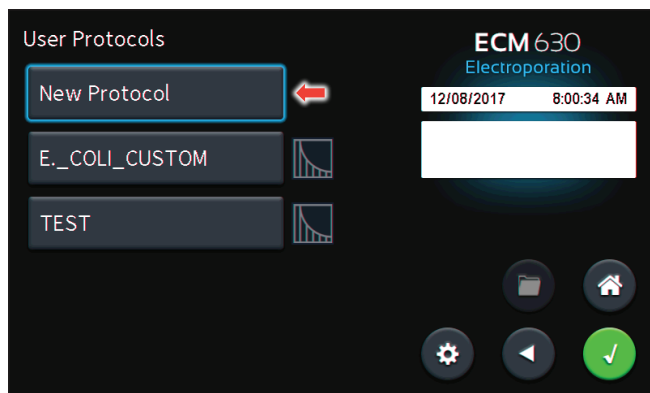 User Protocols
New Protocol
E._COLI_CUSTOM
TEST
ECM 630
Electroporation
12/08/2017 8:00:34 AM